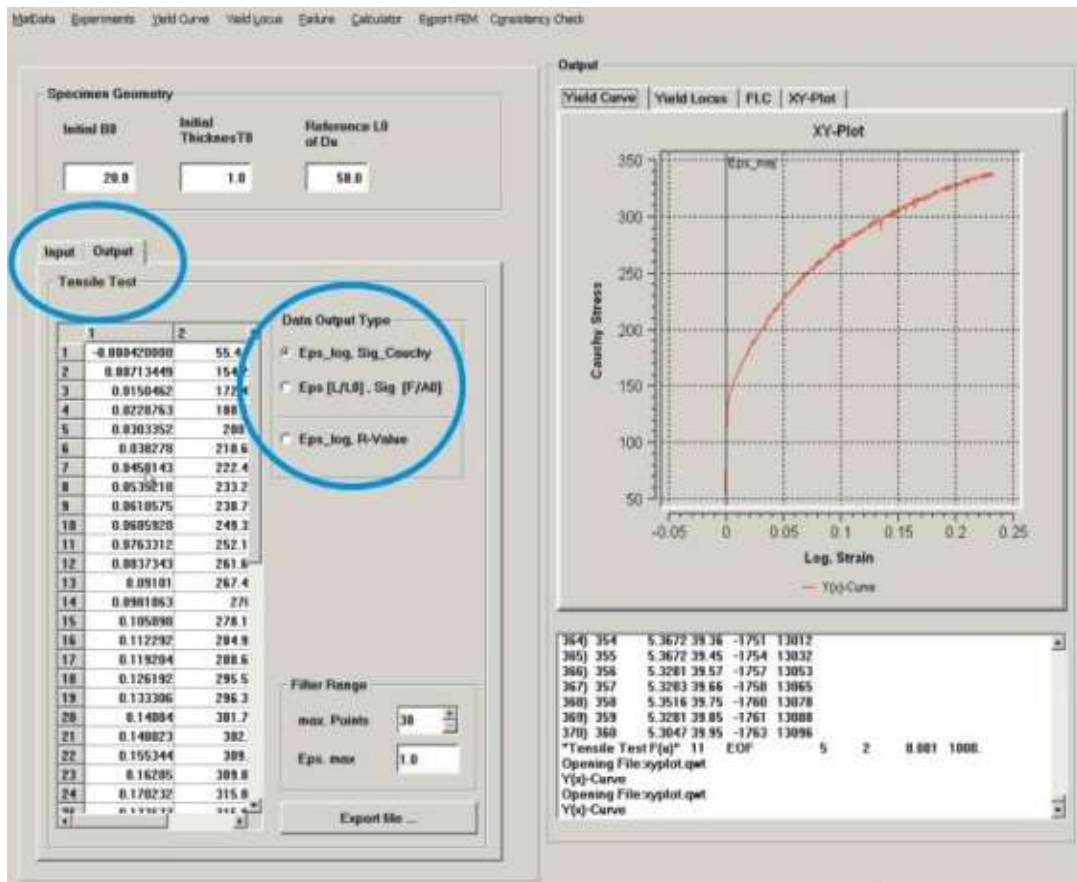 MatData Experiments Yield Curve Yield Locus Failure Calculator Export FEM Consistency Check
Specimen Geometry
Initial B0
Initial ThicknesT0
Reference L0 of Du
20.0
1.0
50.0
Input Output
Tensile Test
1 2
1 -0.000420000 55.4
2 0.00713449 154.2
3 0.0150462 172.4
4 0.0228763 188.
5 0.0303352 200
6 0.038278 210.6
7 0.0450143 222.4
8 0.0539218 233.2
9 0.0610575 238.7
10 0.0685920 249.3
11 0.0763312 252.1
12 0.0837343 261.6
13 0.09101 267.4
14 0.0981063 271
15 0.105098 278.1
16 0.112292 284.9
17 0.119204 288.6
18 0.126192 295.5
19 0.133306 296.3
20 0.14084 301.7
21 0.148023 302.
22 0.155344 309.
23 0.16285 309.8
24 0.170232 315.8
Data Output Type
Eps_log, Sig_Cauchy
Eps [L/L0] , Sig [F/A0]
Eps_log, R-Value
Filter Range
max. Points 30
Eps. max 1.0
Export file ...
Output
Yield Curve Yield Locus FLC XY-Plot
XY-Plot
Eps_maj
350
300
250
200
150
100
50
Cauchy Stress
-0.05 0 0.05 0.1 0.15 0.2 0.25
Log. Strain
Y(x)-Curve
364) 354 5.3672 39.36 -1751 13012
365) 355 5.3672 39.45 -1754 13032
366) 356 5.3281 39.57 -1757 13053
367) 357 5.3203 39.66 -1758 13065
368) 358 5.3516 39.75 -1760 13078
369) 359 5.3281 39.85 -1761 13088
370) 360 5.3047 39.95 -1763 13096
"Tensile Test F(u)" 11 EOF 5 2 0.001 1000.
Opening File:xyplot.qwt
Y(x)-Curve
Opening File:xyplot.qwt
Y(x)-Curve